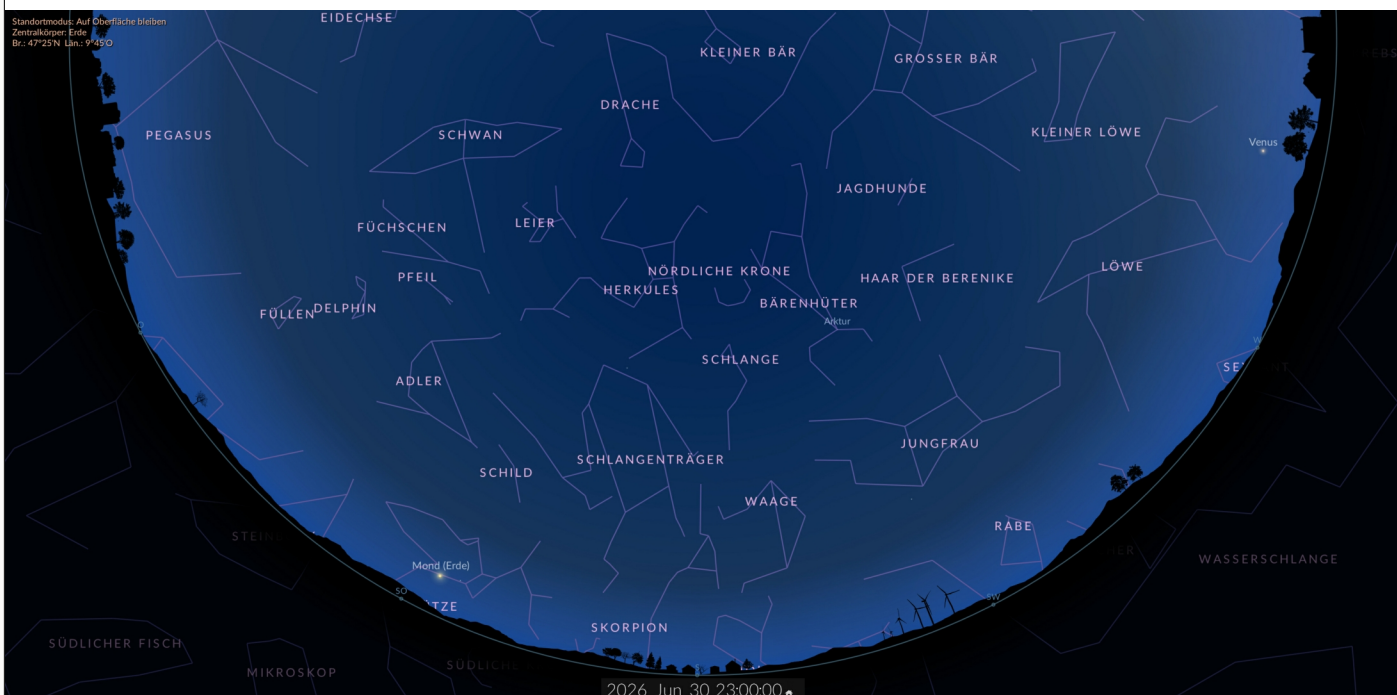 Standortmodus: Auf Oberfläche bleiben
Zentralkörper: Erde
Br.: 47°25'N Län.: 9°45'O
EIDECHSE
KLEINER BÄR
GROSSER BÄR
DRACHE
PEGASUS
SCHWAN
KLEINER LÖWE
Venus
JAGDHUNDE
FÜCHSCHEN
LEIER
NÖRDLICHE KRONE
HAAR DER BERENIKE
LÖWE
PFEIL
HERKULES
BÄRENHÜTER
FÜLLEN
DELPHIN
Arktur
O
W
SCHLANGE
ADLER
JUNGFRAU
SCHLANGENTRÄGER
SCHILD
WAAGE
RABE
WASSERSCHLANGE
Mond (Erde)
SO
SW
SKORPION
SÜDLICHER FISCH
MIKROSKOP
SÜDLICHE
S
2026 Jun 30 23:00:00